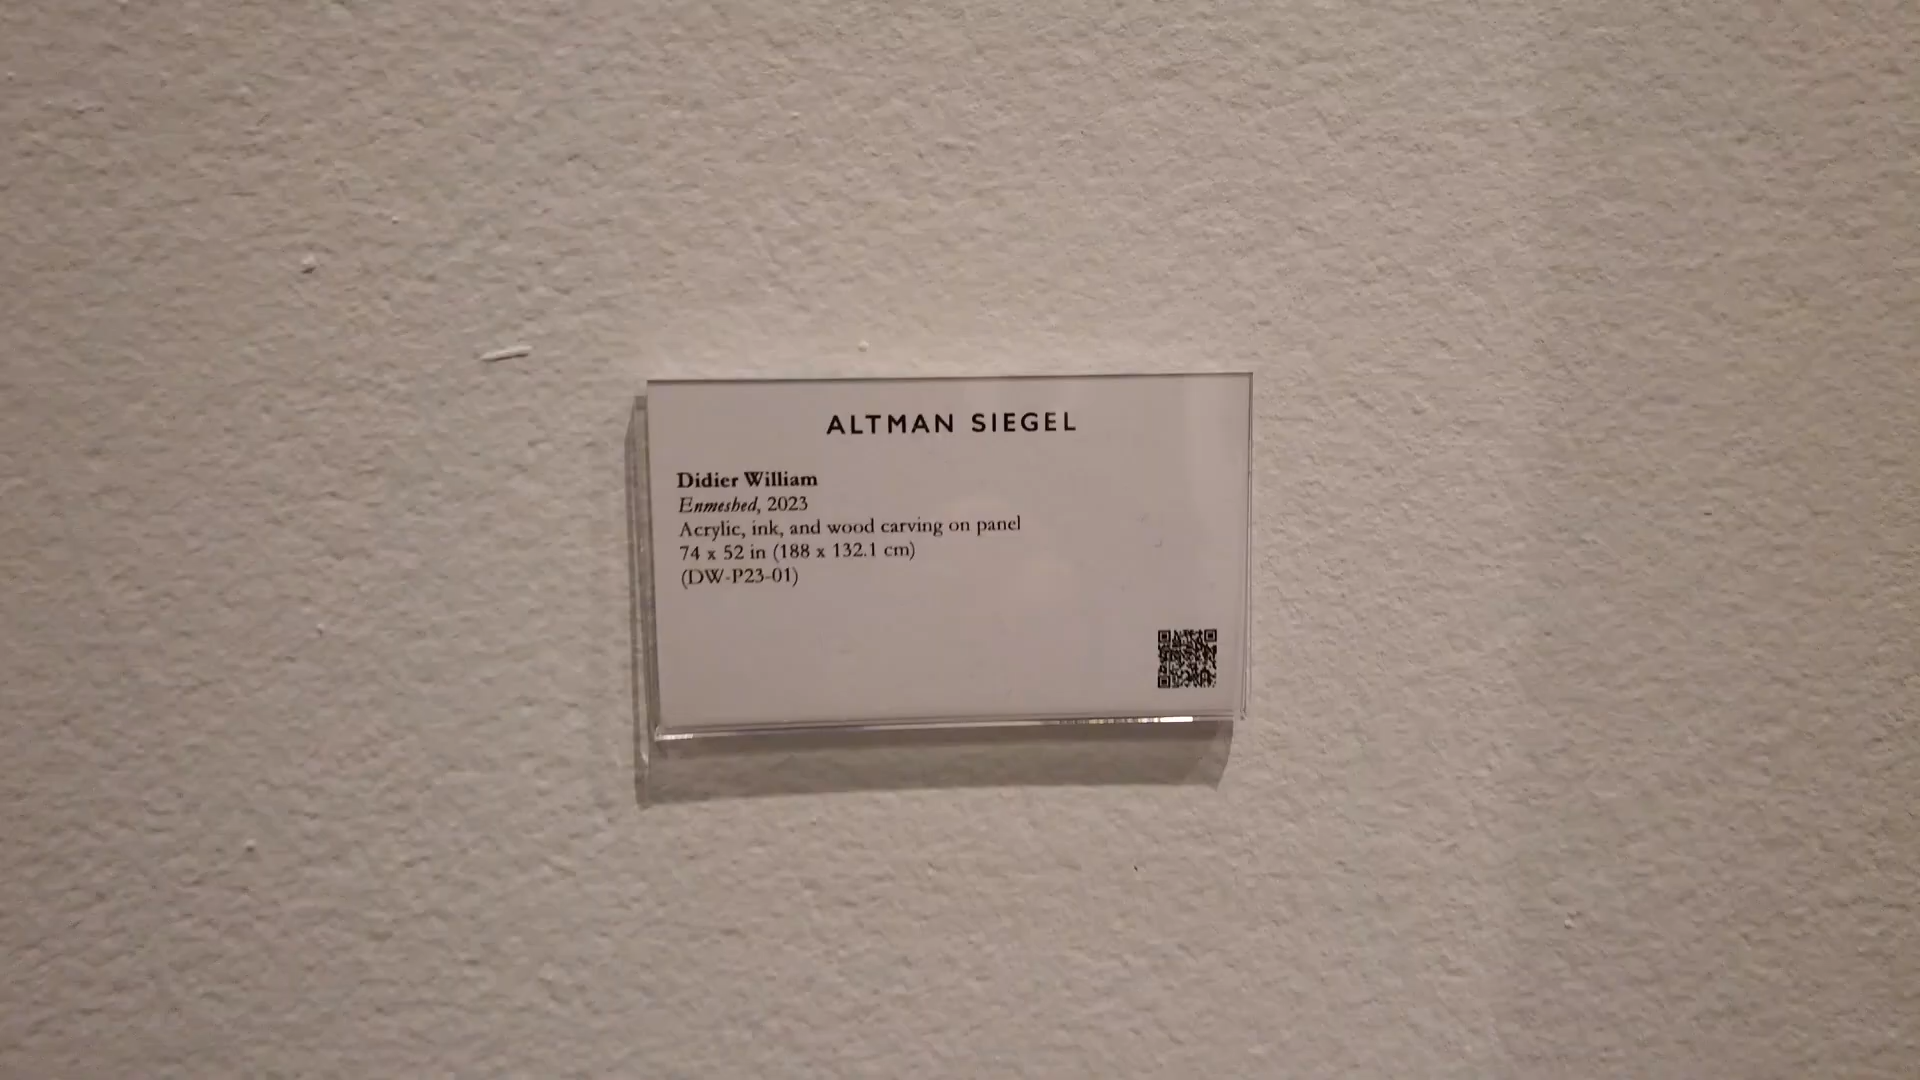 ALTMAN SIEGEL
Didier William
Enmeshed, 2023
Acrylic, ink, and wood carving on panel
74 x 52 in (188 x 132.1 cm)
(DW-P23-01)